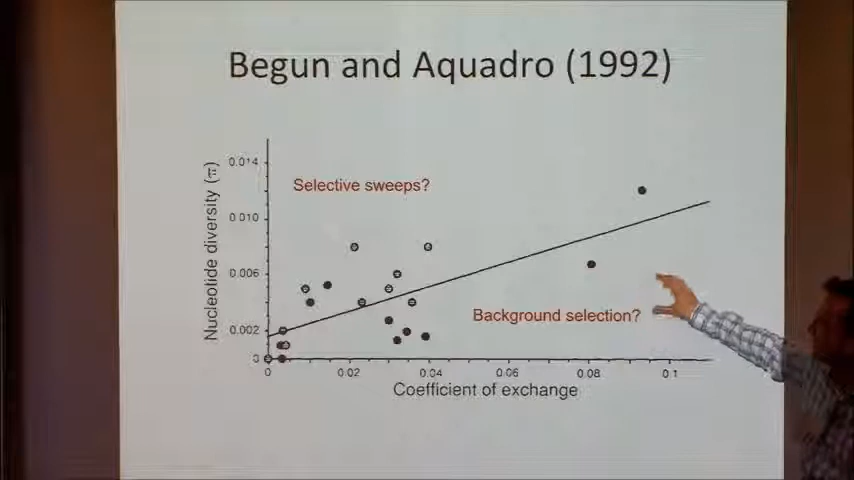 Begun and Aquadro (1992)
Nucleotide diversity (π)
0.014
0.010
0.006
0.002
0
Selective sweeps?
Background selection?
0
0.02
0.04
0.06
0.08
0.1
Coefficient of exchange